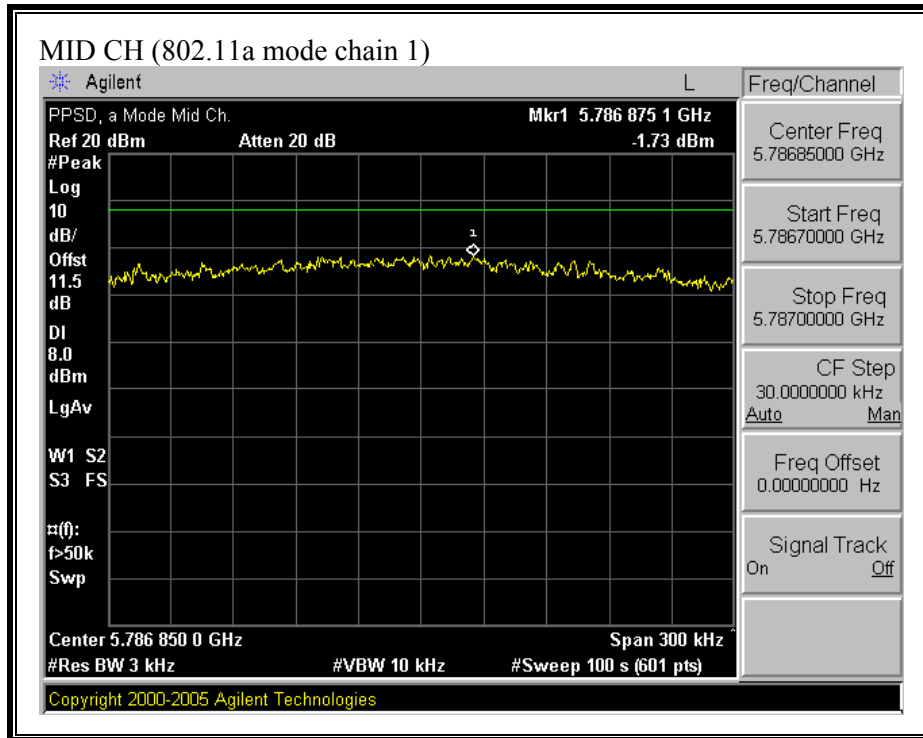 MID CH (802.11a mode chain 1)
Agilent L Freq/Channel
PPSD, a Mode Mid Ch. Mkr1 5.786 875 1 GHz
Ref 20 dBm Atten 20 dB -1.73 dBm
#Peak
Log
10
dB/
Offst
11.5
dB
DI
8.0
dBm
LgAv
W1 S2
S3 FS
¤(f):
f>50k
Swp
1
Center 5.786 850 0 GHz Span 300 kHz
#Res BW 3 kHz #VBW 10 kHz #Sweep 100 s (601 pts)
Center Freq
5.78685000 GHz
Start Freq
5.78670000 GHz
Stop Freq
5.78700000 GHz
CF Step
30.0000000 kHz
Auto Man
Freq Offset
0.00000000 Hz
Signal Track
On Off
Copyright 2000-2005 Agilent Technologies